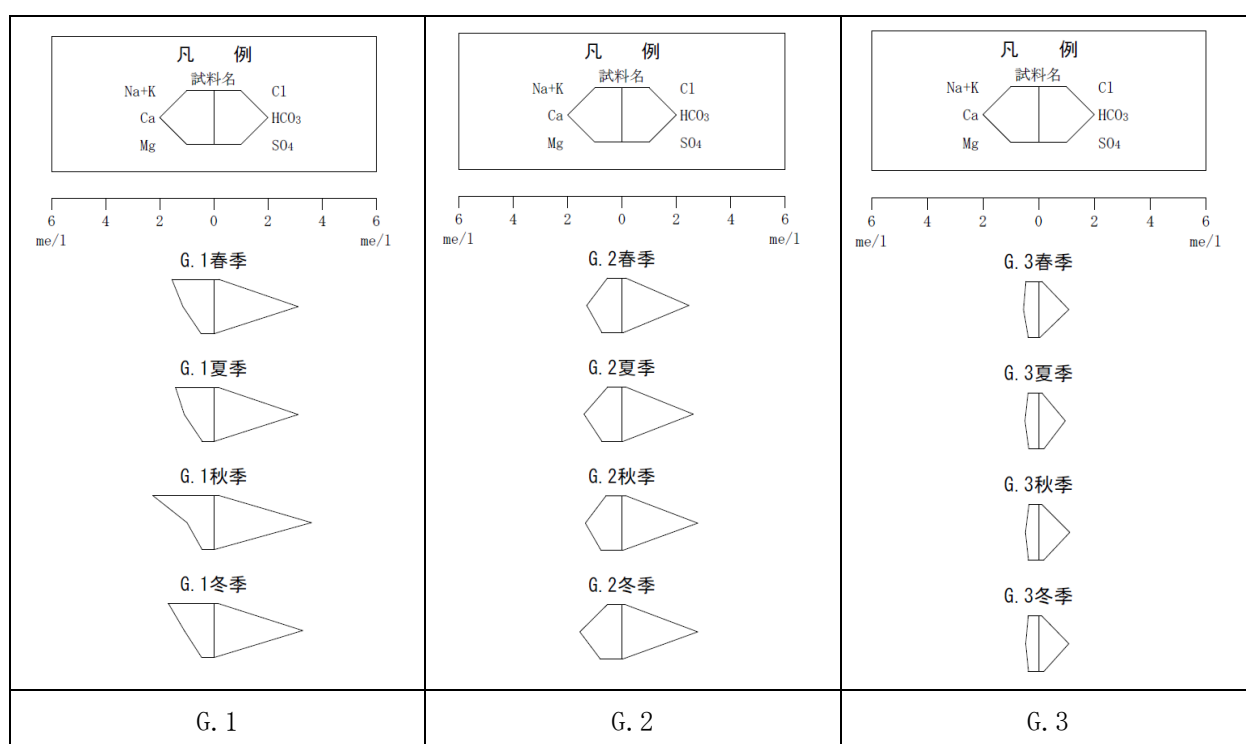 凡 例
試料名
Na+K Cl
Ca HCO₃
Mg SO₄
6 4 2 0 2 4 6
me/l me/l
G.1春季
G.1夏季
G.1秋季
G.1冬季
G.1
凡 例
試料名
Na+K Cl
Ca HCO₃
Mg SO₄
6 4 2 0 2 4 6
me/l me/l
G.2春季
G.2夏季
G.2秋季
G.2冬季
G.2
凡 例
試料名
Na+K Cl
Ca HCO₃
Mg SO₄
6 4 2 0 2 4 6
me/l me/l
G.3春季
G.3夏季
G.3秋季
G.3冬季
G.3